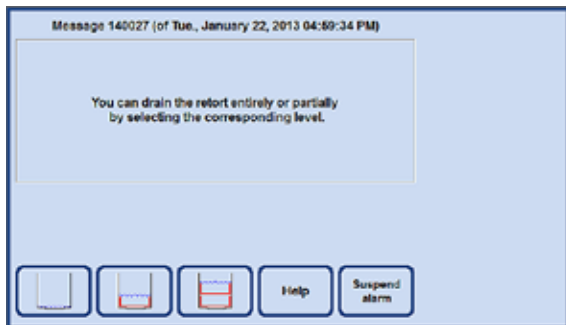 Message 140027 (of Tue., January 22, 2013 04:59:34 PM)
You can drain the retort entirely or partially
by selecting the corresponding level.
Help
Suspend
alarm